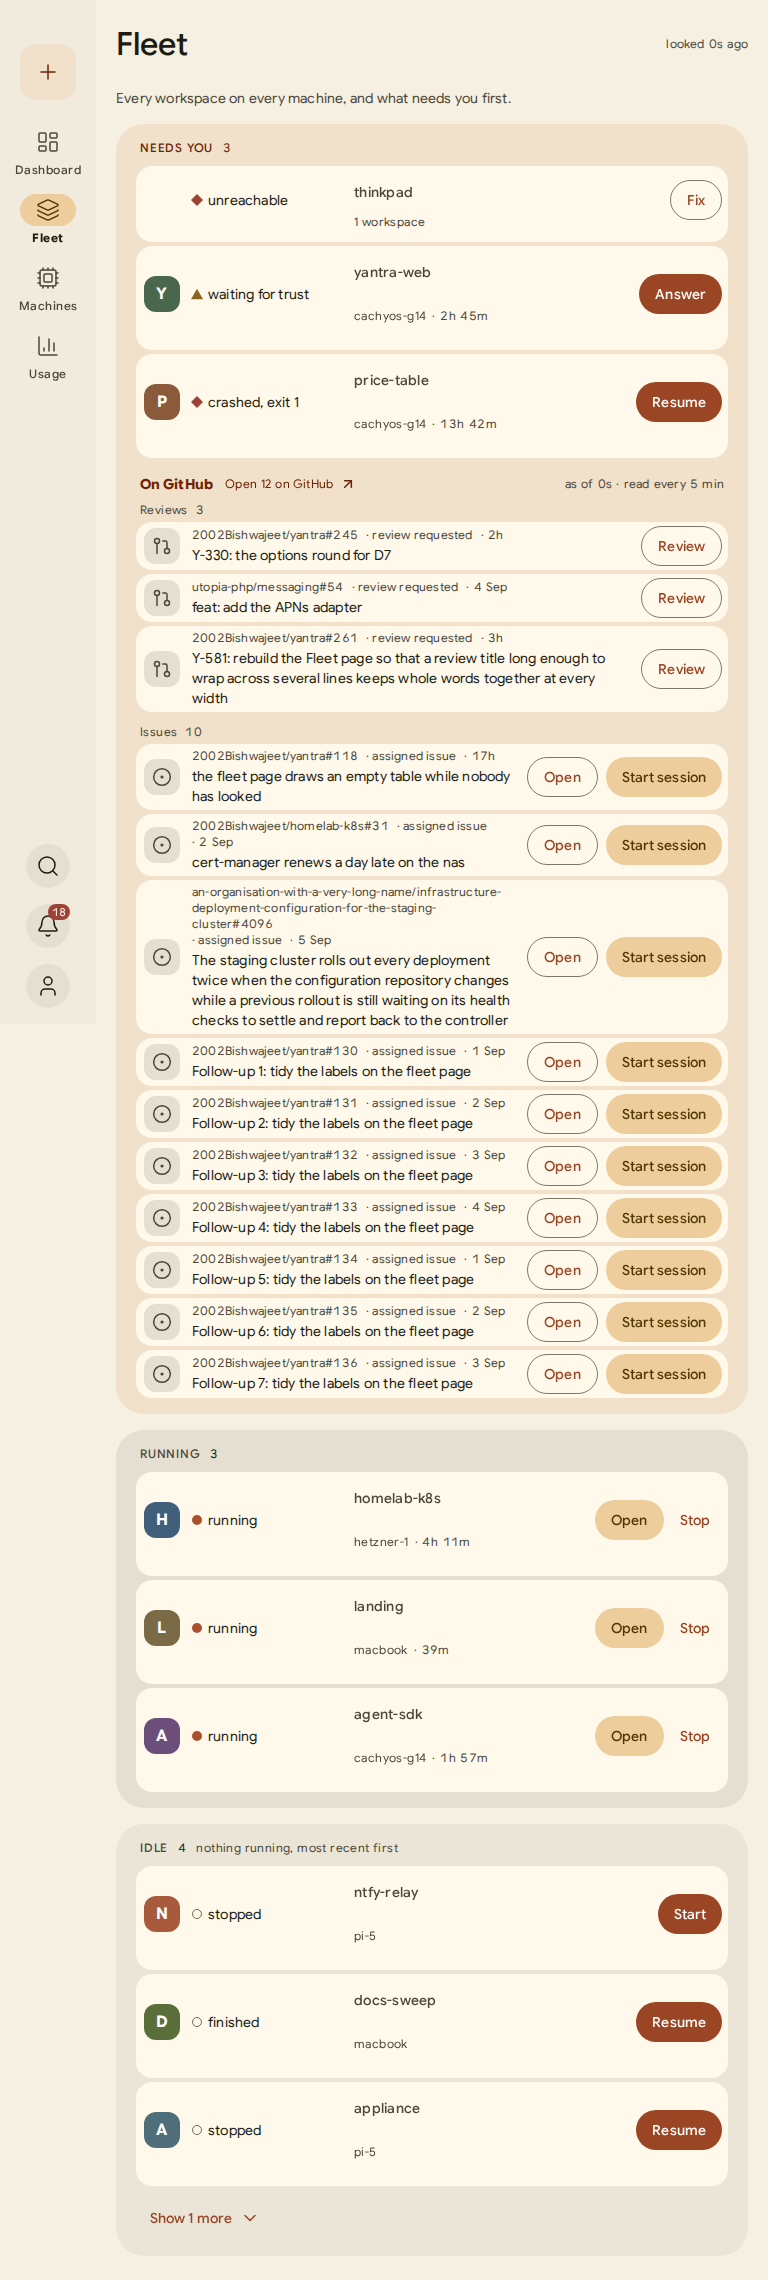 Fleet
looked 0s ago
Every workspace on every machine, and what needs you first.
Dashboard
Fleet
Machines
Usage
18
NEEDS YOU 3
unreachable
thinkpad
1 workspace
Fix
Y
waiting for trust
yantra-web
cachyos-g14 · 2h 45m
Answer
P
crashed, exit 1
price-table
cachyos-g14 · 13h 42m
Resume
On GitHub Open 12 on GitHub
as of 0s · read every 5 min
Reviews 3
2002Bishwajeet/yantra#245 · review requested · 2h
Y-330: the options round for D7
Review
utopia-php/messaging#54 · review requested · 4 Sep
feat: add the APNs adapter
Review
2002Bishwajeet/yantra#261 · review requested · 3h
Y-581: rebuild the Fleet page so that a review title long enough to
wrap across several lines keeps whole words together at every
width
Review
Issues 10
2002Bishwajeet/yantra#118 · assigned issue · 17h
the fleet page draws an empty table while nobody
has looked
Open
Start session
2002Bishwajeet/homelab-k8s#31 · assigned issue
· 2 Sep
cert-manager renews a day late on the nas
Open
Start session
an-organisation-with-a-very-long-name/infrastructure-
deployment-configuration-for-the-staging-
cluster#4096
· assigned issue · 5 Sep
The staging cluster rolls out every deployment
twice when the configuration repository changes
while a previous rollout is still waiting on its health
checks to settle and report back to the controller
Open
Start session
2002Bishwajeet/yantra#130 · assigned issue · 1 Sep
Follow-up 1: tidy the labels on the fleet page
Open
Start session
2002Bishwajeet/yantra#131 · assigned issue · 2 Sep
Follow-up 2: tidy the labels on the fleet page
Open
Start session
2002Bishwajeet/yantra#132 · assigned issue · 3 Sep
Follow-up 3: tidy the labels on the fleet page
Open
Start session
2002Bishwajeet/yantra#133 · assigned issue · 4 Sep
Follow-up 4: tidy the labels on the fleet page
Open
Start session
2002Bishwajeet/yantra#134 · assigned issue · 1 Sep
Follow-up 5: tidy the labels on the fleet page
Open
Start session
2002Bishwajeet/yantra#135 · assigned issue · 2 Sep
Follow-up 6: tidy the labels on the fleet page
Open
Start session
2002Bishwajeet/yantra#136 · assigned issue · 3 Sep
Follow-up 7: tidy the labels on the fleet page
Open
Start session
RUNNING 3
H
running
homelab-k8s
hetzner-1 · 4h 11m
Open
Stop
L
running
landing
macbook · 39m
Open
Stop
A
running
agent-sdk
cachyos-g14 · 1h 57m
Open
Stop
IDLE 4 nothing running, most recent first
N
stopped
ntfy-relay
pi-5
Start
D
finished
docs-sweep
macbook
Resume
A
stopped
appliance
pi-5
Resume
Show 1 more